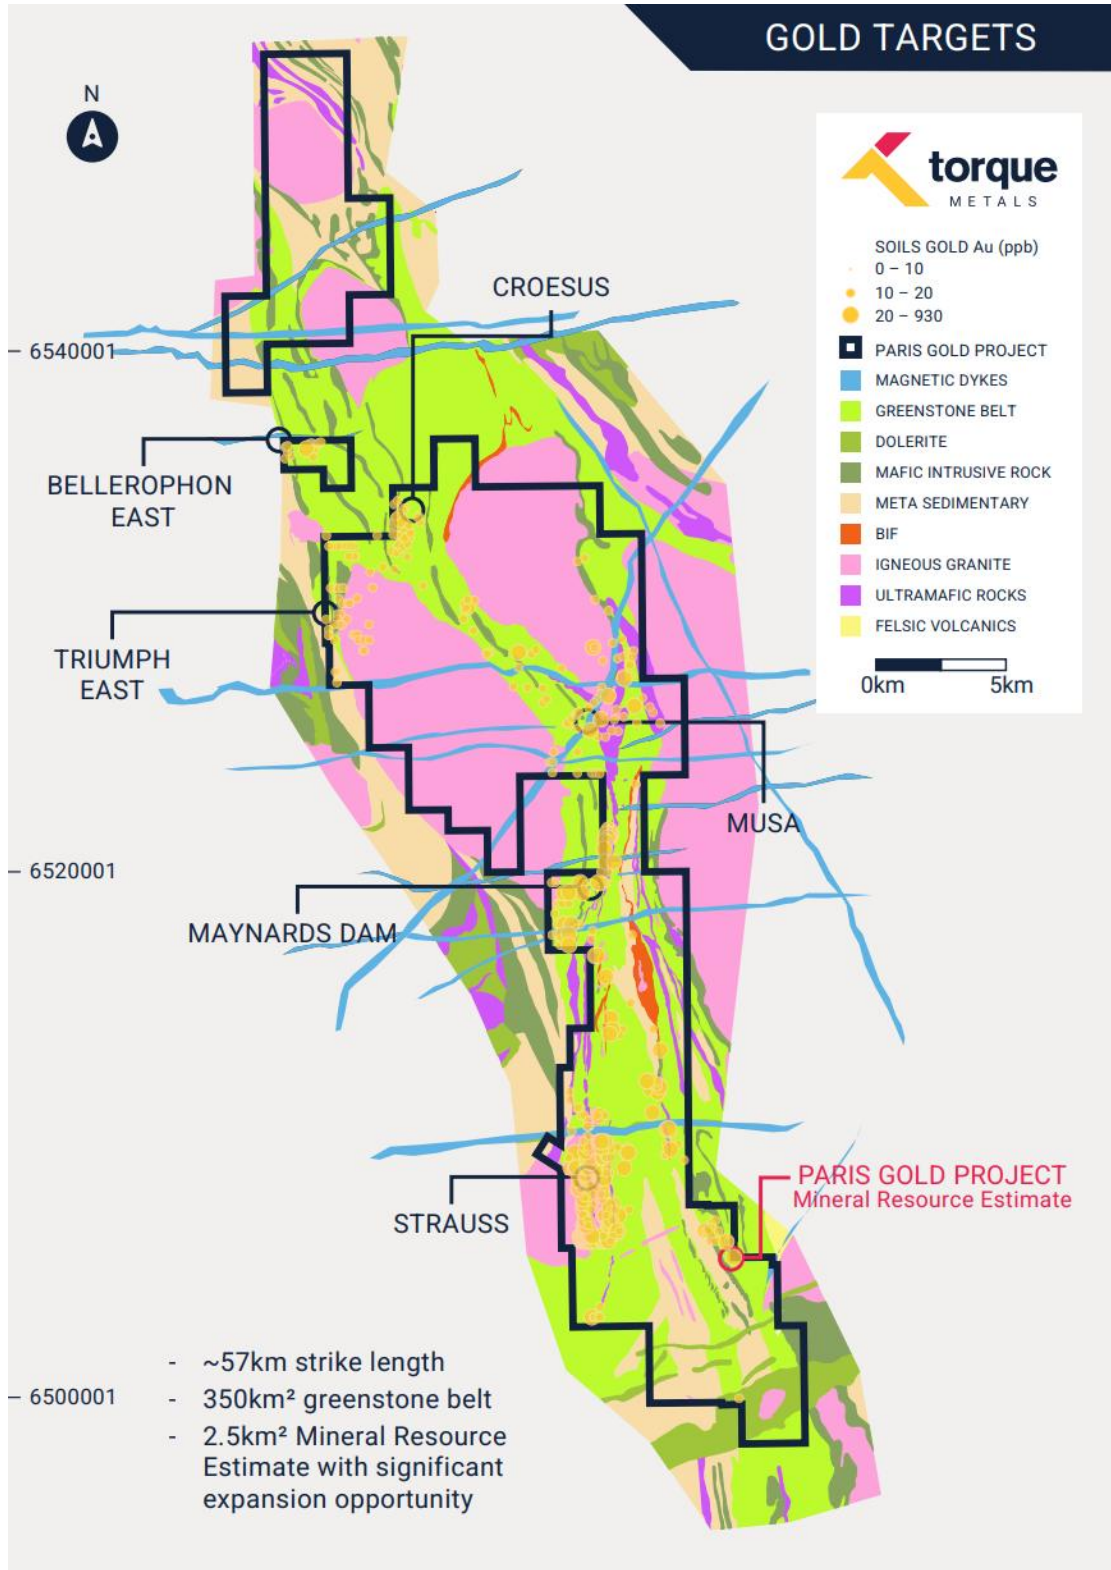 GOLD TARGETS
N
torque
METALS
SOILS GOLD Au (ppb)
0 – 10
10 – 20
20 – 930
PARIS GOLD PROJECT
MAGNETIC DYKES
GREENSTONE BELT
DOLERITE
MAFIC INTRUSIVE ROCK
META SEDIMENTARY
BIF
IGNEOUS GRANITE
ULTRAMAFIC ROCKS
FELSIC VOLCANICS
0km
5km
CROESUS
6540001
BELLEROPHON
EAST
TRIUMPH
EAST
MUSA
6520001
MAYNARDS DAM
PARIS GOLD PROJECT
Mineral Resource Estimate
STRAUSS
6500001
- ~57km strike length
- 350km² greenstone belt
- 2.5km² Mineral Resource
Estimate with significant
expansion opportunity